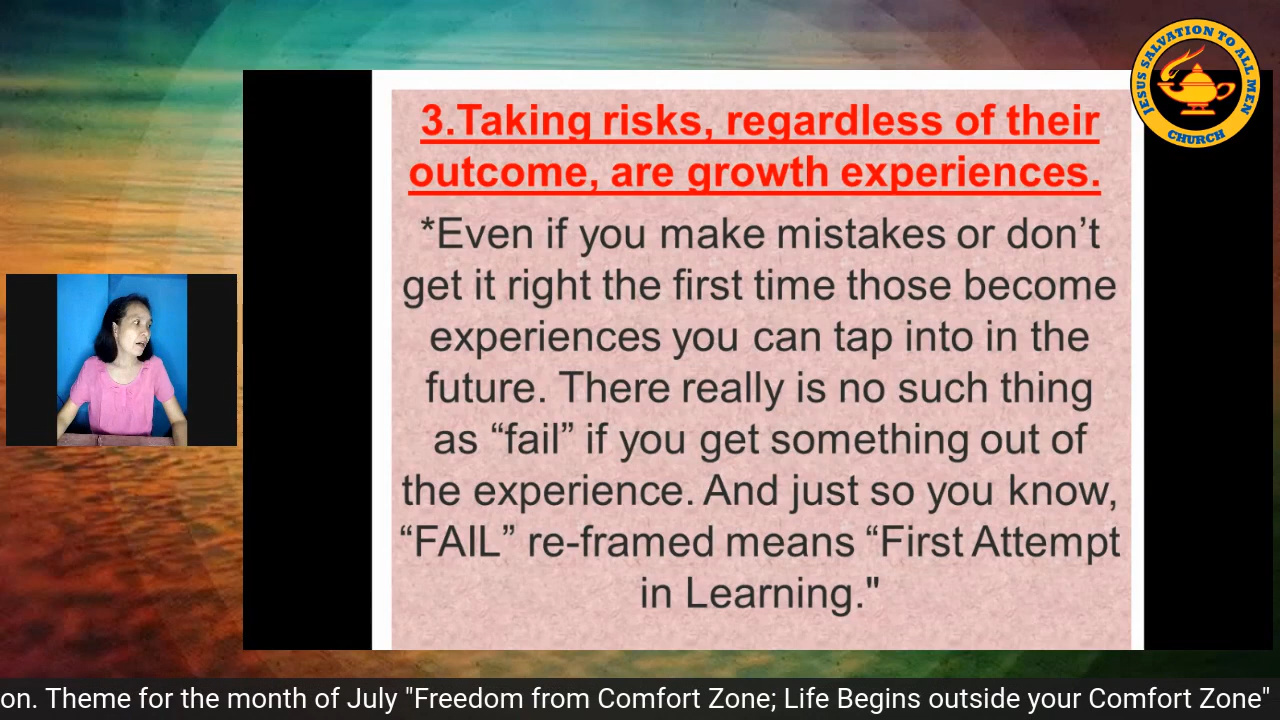 JESUS SALVATION TO ALL MEN
CHURCH
3.Taking risks, regardless of their
outcome, are growth experiences.
*Even if you make mistakes or don’t
get it right the first time those become
experiences you can tap into in the
future. There really is no such thing
as “fail” if you get something out of
the experience. And just so you know,
“FAIL” re-framed means “First Attempt
in Learning."
on. Theme for the month of July "Freedom from Comfort Zone; Life Begins outside your Comfort Zone"